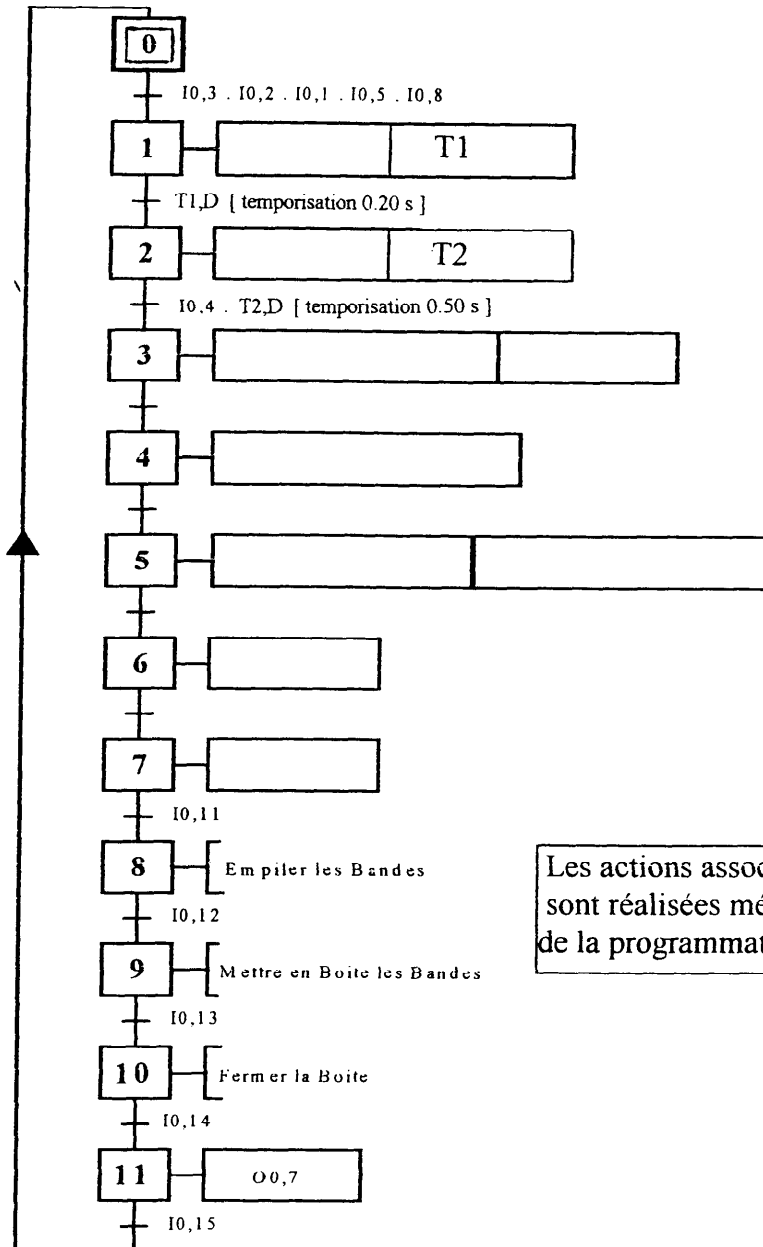 0
I0,3 . I0,2 . I0,1 . I0,5 . I0,8
1
T1
T1,D [ temporisation 0.20 s ]
2
T2
I0,4 . T2,D [ temporisation 0.50 s ]
3
4
5
6
7
I0,11
8
Empiler les Bandes
I0,12
9
Mettre en Boite les Bandes
I0,13
10
Fermer la Boite
I0,14
11
O0,7
I0,15
Les actions assoc
sont réalisées mé
de la programmat